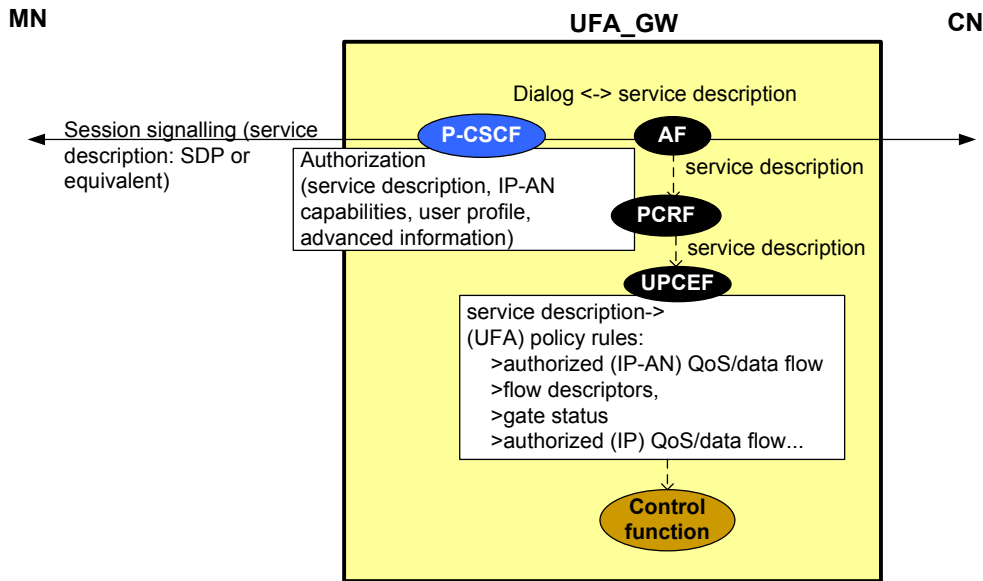 MN
UFA_GW
CN
Dialog <-> service description
Session signalling (service
description: SDP or
equivalent)
P-CSCF
AF
Authorization
(service description, IP-AN
capabilities, user profile,
advanced information)
service description
PCRF
service description
UPCEF
service description->
(UFA) policy rules:
>authorized (IP-AN) QoS/data flow
>flow descriptors,
>gate status
>authorized (IP) QoS/data flow...
Control
function